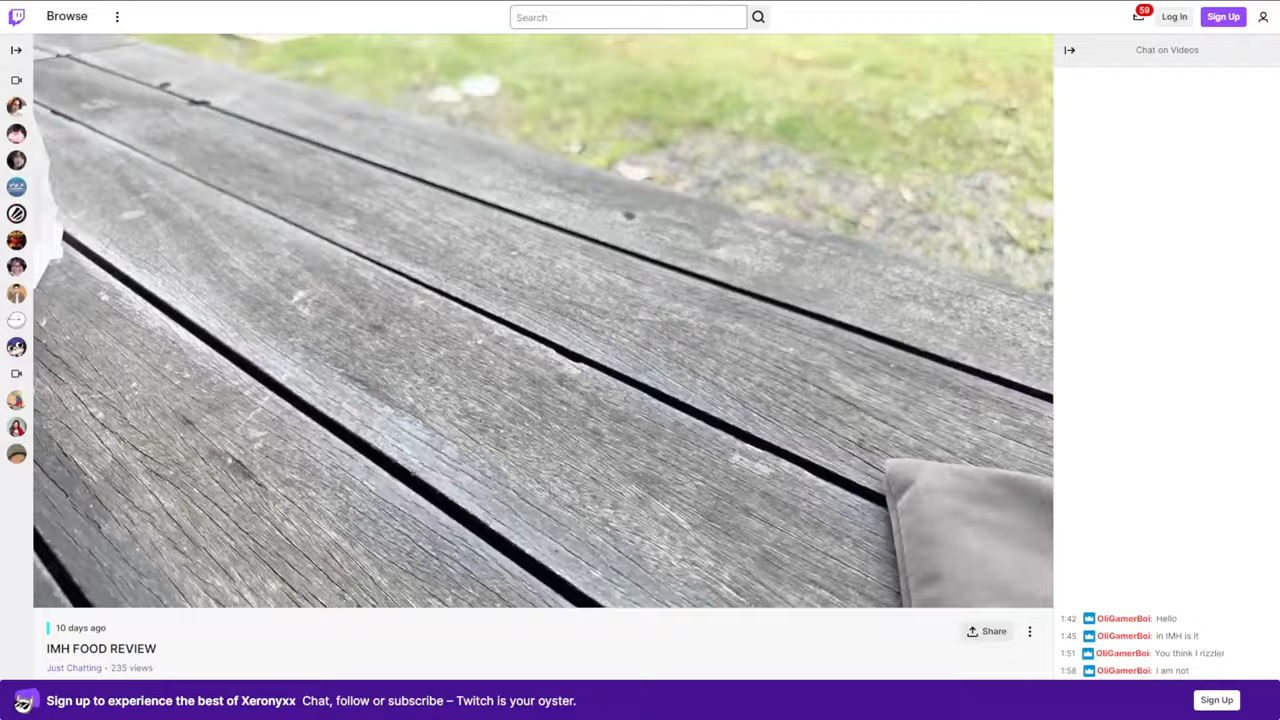 Browse
Search
59
Log In
Sign Up
Chat on Videos
1:42 OliGamerBoi: Hello
1:45 OliGamerBoi: in IMH is it
1:51 OliGamerBoi: You think I rizzler
1:58 OliGamerBoi: I am not
10 days ago
Share
IMH FOOD REVIEW
Just Chatting • 235 views
Sign up to experience the best of Xeronyxx Chat, follow or subscribe – Twitch is your oyster.
Sign Up